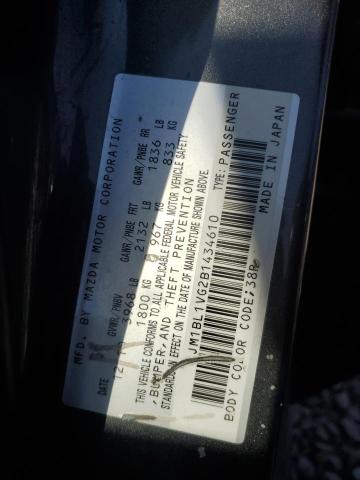 MFD. BY MAZDA MOTOR CORPORATION
DATE GVWR/PNBV GAWR/PNBE FRT GAWR/PNBE RR
3968 LB 2132 LB 1836 LB
1800 KG 967 KG 833 KG
THIS VEHICLE CONFORMS TO ALL APPLICABLE FEDERAL MOTOR VEHICLE SAFETY
, BUMPER, AND THEFT PREVENTION
STANDARDS EFFECT ON THE DATE OF MANUFACTURE SHOWN ABOVE.
JM1BL1VG2B1434610 TYPE:PASSENGER
BODY COLOR CODE:38P MADE IN JAPAN